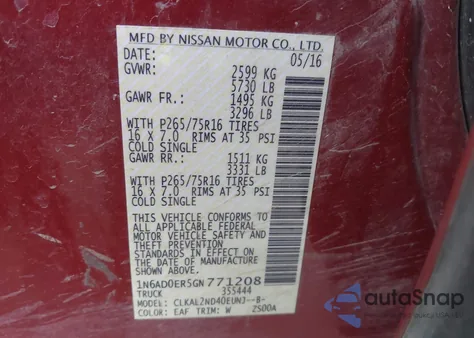 MFD BY NISSAN MOTOR CO., LTD.
DATE: 05/16
GVWR: 2599 KG
5730 LB
GAWR FR.: 1495 KG
3296 LB
WITH P265/75R16 TIRES
16 X 7.0 RIMS AT 35 PSI
COLD SINGLE
GAWR RR.: 1511 KG
3331 LB
WITH P265/75R16 TIRES
16 X 7.0 RIMS AT 35 PSI
COLD SINGLE
THIS VEHICLE CONFORMS TO
ALL APPLICABLE FEDERAL
MOTOR VEHICLE SAFETY AND
THEFT PREVENTION
STANDARDS IN EFFECT ON
THE DATE OF MANUFACTURE
SHOWN ABOVE.
1N6AD0ER5GN771208
TRUCK 355444
MODEL: CLKAL2ND40EUNJ--B-
COLOR: EAF TRIM: W Z500A
autoSnap
www.autosnap